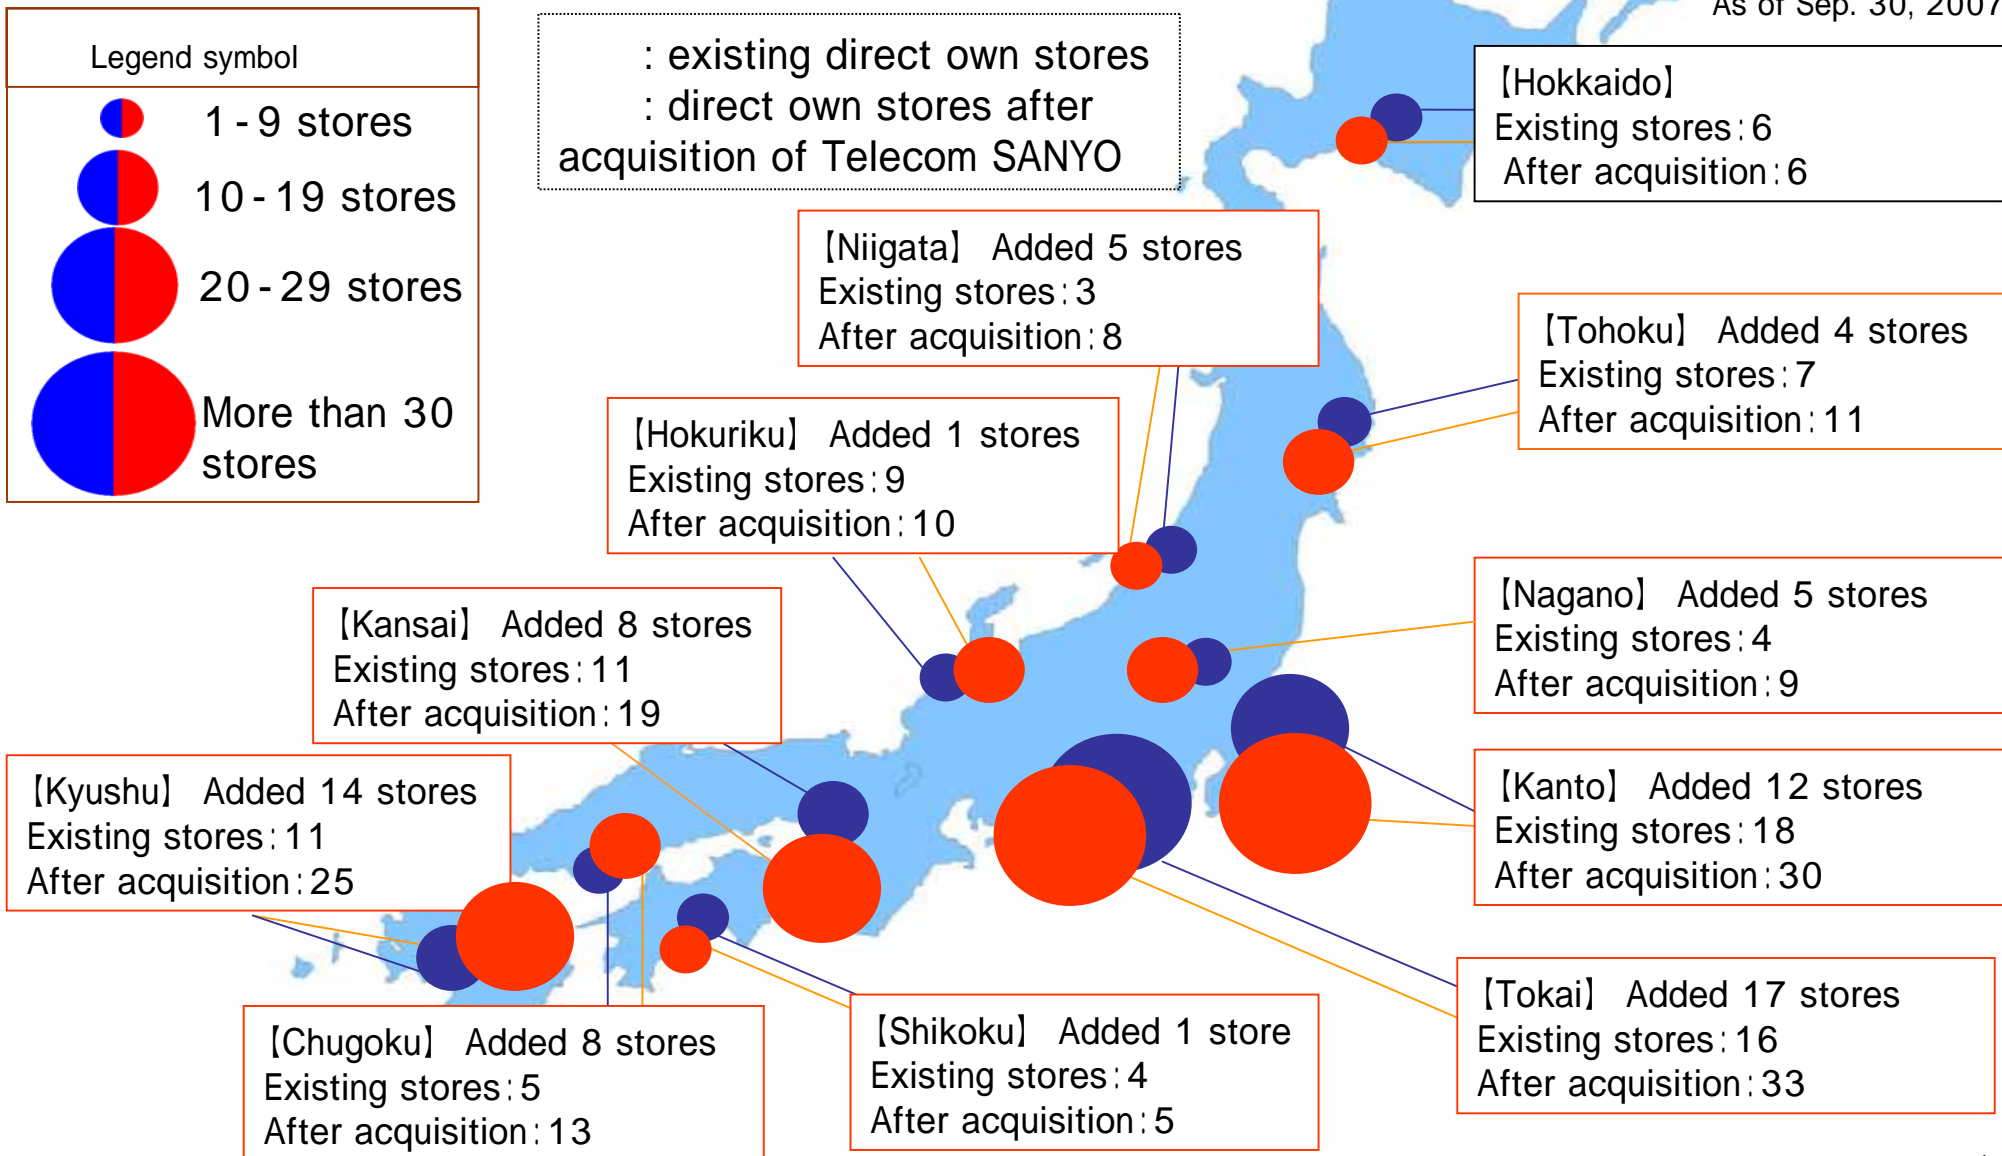 As of Sep. 30, 2007
Legend symbol
1-9 stores
10-19 stores
20-29 stores
More than 30
stores
: existing direct own stores
: direct own stores after
acquisition of Telecom SANYO
【Hokkaido】
Existing stores:6
After acquisition:6
【Niigata】 Added 5 stores
Existing stores:3
After acquisition:8
【Tohoku】 Added 4 stores
Existing stores:7
After acquisition:11
【Hokuriku】 Added 1 stores
Existing stores:9
After acquisition:10
【Nagano】 Added 5 stores
Existing stores:4
After acquisition:9
【Kansai】 Added 8 stores
Existing stores:11
After acquisition:19
【Kyushu】 Added 14 stores
Existing stores:11
After acquisition:25
【Kanto】 Added 12 stores
Existing stores:18
After acquisition:30
【Tokai】 Added 17 stores
Existing stores:16
After acquisition:33
【Chugoku】 Added 8 stores
Existing stores:5
After acquisition:13
【Shikoku】 Added 1 store
Existing stores:4
After acquisition:5